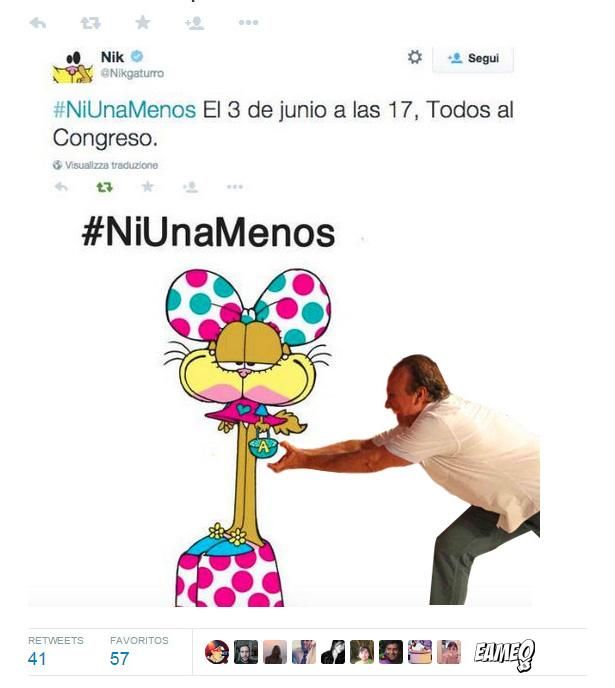 Nik
@Nikgaturro
Segui
#NiUnaMenos El 3 de junio a las 17, Todos al
Congreso.
Visualizza traduzione
#NiUnaMenos
A
RETWEETS
FAVORITOS
41
57
EAMEO